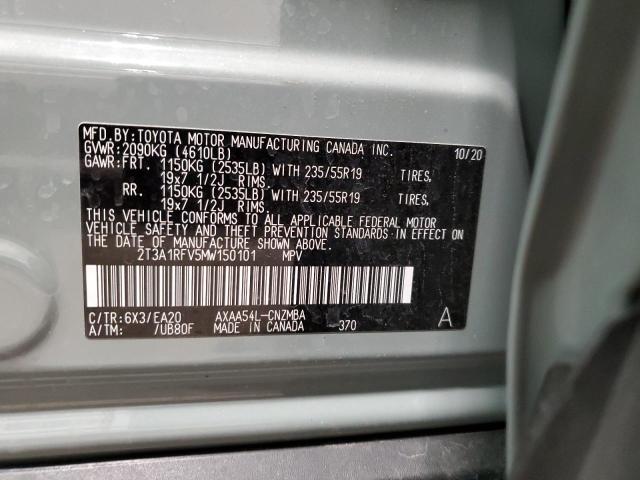 MFD.BY:TOYOTA MOTOR MANUFACTURING CANADA INC. 10/20
GVWR:2090KG (4610LB)
GAWR:FRT. 1150KG (2535LB) WITH 235/55R19 TIRES.
19x7 1/2J RIMS.
RR. 1150KG (2535LB) WITH 235/55R19 TIRES.
19x7 1/2J RIMS.
THIS VEHICLE CONFORMS TO ALL APPLICABLE FEDERAL MOTOR
VEHICLE SAFETY AND THEFT PREVENTION STANDARDS IN EFFECT ON
THE DATE OF MANUFACTURE SHOWN ABOVE.
2T3A1RFV5MW150101 MPV
C/TR:6X3/EA20 AXAA54L-CNZMBA
A/TM: /UB80F MADE IN CANADA 370 A